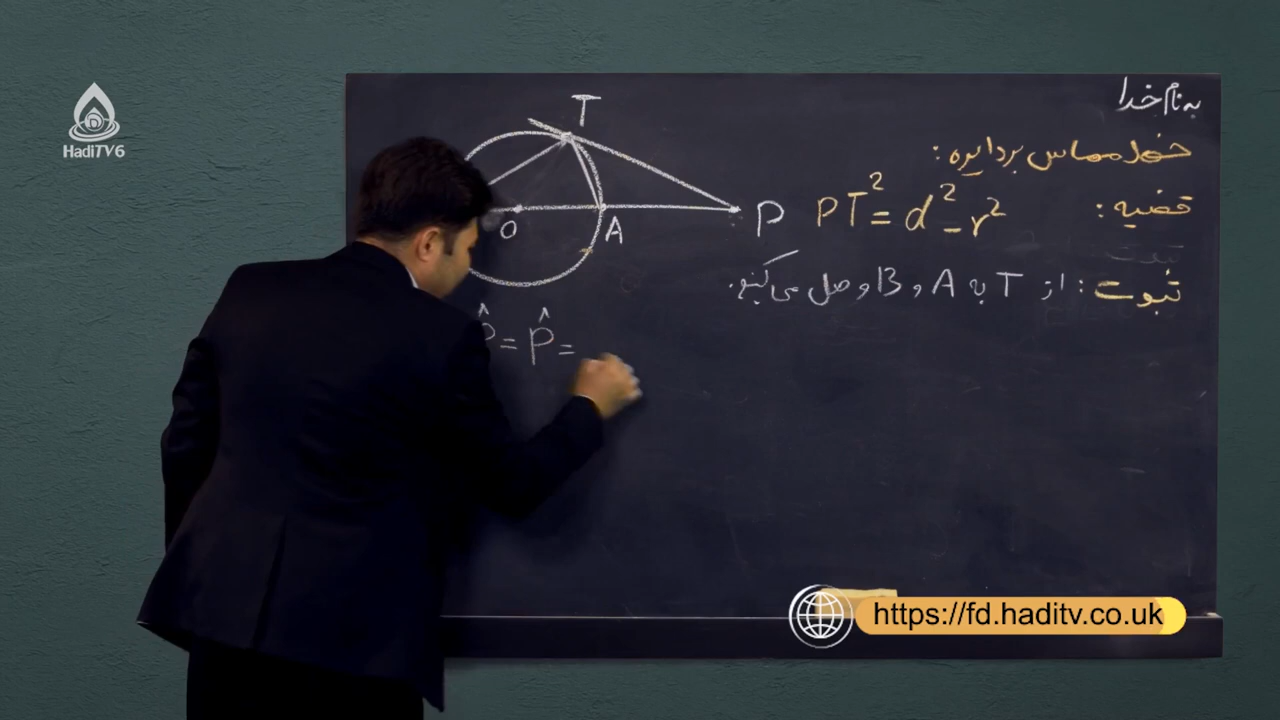 به نام خدا
خط مماس بر دایره:
قضیه: PT² = d² - r²
ثبوت: از T به A و B وصل می‌کنیم.
T
O
A
P
P̂ = P̂ =
HadiTV6
https://fd.haditv.co.uk